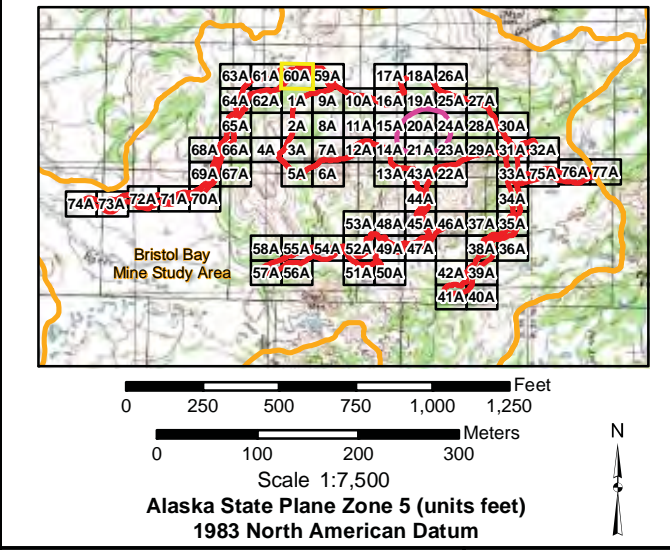 63A 61A 60A 59A 17A 18A 26A
64A 62A 1A 9A 10A 16A 19A 25A 27A
65A 2A 8A 11A 15A 20A 24A 28A 30A
68A 66A 4A 3A 7A 12A 14A 21A 23A 29A 31A 32A
69A 67A 5A 6A 13A 43A 22A 33A 75A 76A 77A
74A 73A 72A 71A 70A 44A 34A
53A 48A 45A 46A 37A 35A
Bristol Bay
Mine Study Area
58A 55A 54A 52A 49A 47A 38A 36A
57A 56A 51A 50A 42A 39A
41A 40A
Feet
0 250 500 750 1,000 1,250
Meters
0 100 200 300
N
Scale 1:7,500
Alaska State Plane Zone 5 (units feet)
1983 North American Datum